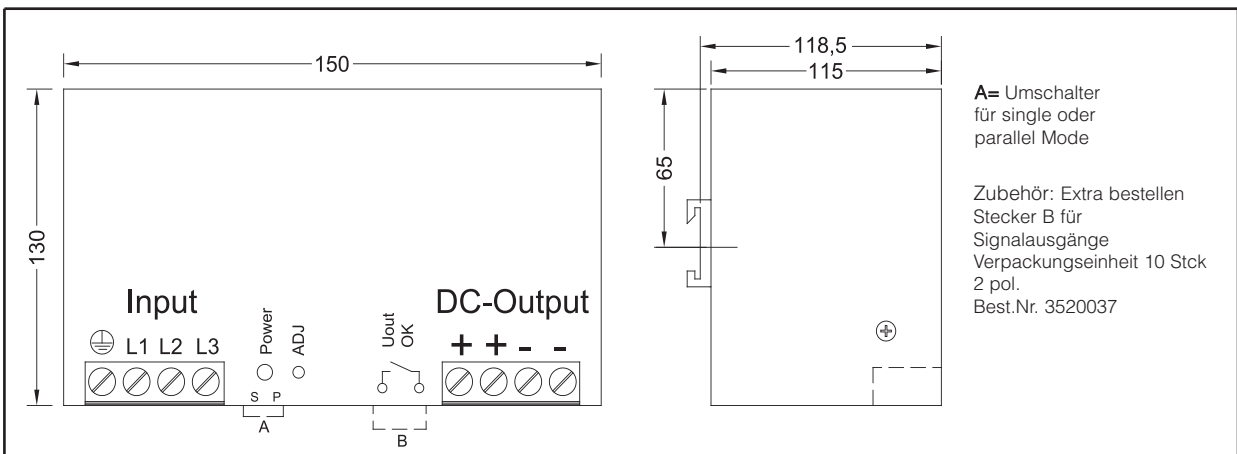 150
130
Input
DC-Output
L1 L2 L3
Power
ADJ
Uout
OK
+ + - -
S P
A
B
118,5
115
65
A= Umschalter
für single oder
parallel Mode
Zubehör: Extra bestellen
Stecker B für
Signalausgänge
Verpackungseinheit 10 Stck
2 pol.
Best.Nr. 3520037